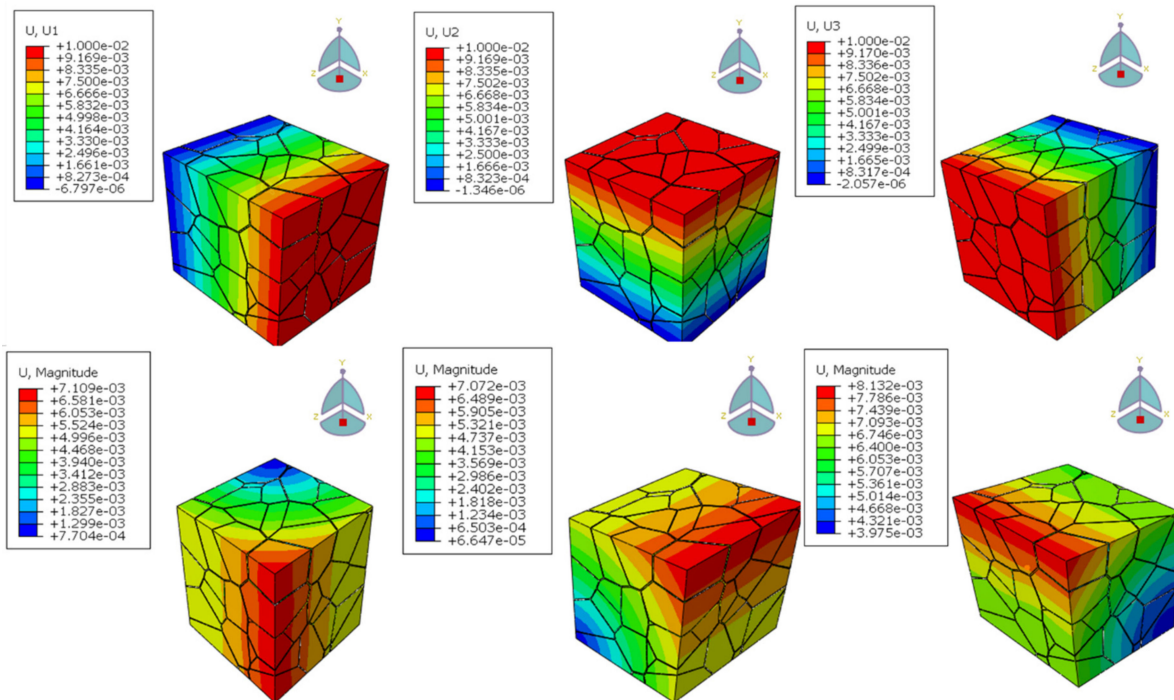 U, U1
+1.000e-02
+9.169e-03
+8.335e-03
+7.500e-03
+6.666e-03
+5.832e-03
+4.998e-03
+4.164e-03
+3.330e-03
+2.496e-03
+1.661e-03
+8.273e-04
-6.797e-06
Y
Z
X
U, U2
+1.000e-02
+9.169e-03
+8.335e-03
+7.502e-03
+6.668e-03
+5.834e-03
+5.001e-03
+4.167e-03
+3.333e-03
+2.500e-03
+1.666e-03
+8.323e-04
-1.346e-06
Y
Z
X
U, U3
+1.000e-02
+9.170e-03
+8.336e-03
+7.502e-03
+6.668e-03
+5.834e-03
+5.001e-03
+4.167e-03
+3.333e-03
+2.499e-03
+1.665e-03
+8.317e-04
-2.057e-06
Y
Z
X
U, Magnitude
+7.109e-03
+6.581e-03
+6.053e-03
+5.524e-03
+4.996e-03
+4.468e-03
+3.940e-03
+3.412e-03
+2.883e-03
+2.355e-03
+1.827e-03
+1.299e-03
+7.704e-04
Y
Z
X
U, Magnitude
+7.072e-03
+6.489e-03
+5.905e-03
+5.321e-03
+4.737e-03
+4.153e-03
+3.569e-03
+2.986e-03
+2.402e-03
+1.818e-03
+1.234e-03
+6.503e-04
+6.647e-05
Y
Z
X
U, Magnitude
+8.132e-03
+7.786e-03
+7.439e-03
+7.093e-03
+6.746e-03
+6.400e-03
+6.053e-03
+5.707e-03
+5.361e-03
+5.014e-03
+4.668e-03
+4.321e-03
+3.975e-03
Y
Z
X